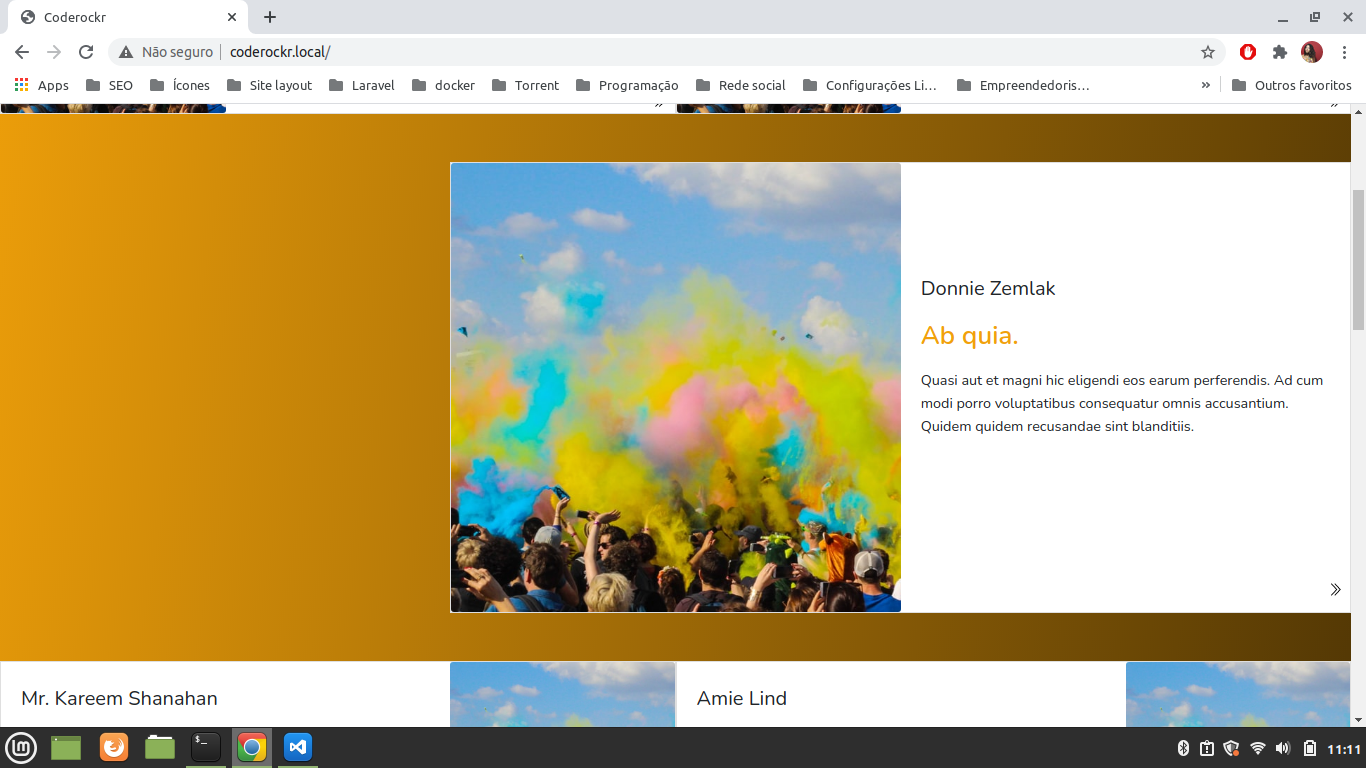 Coderockr
Não seguro
coderockr.local/
Apps
SEO
Ícones
Site layout
Laravel
docker
Torrent
Programação
Rede social
Configurações Li...
Empreendedoris...
»
Outros favoritos
Donnie Zemlak
Ab quia.
Quasi aut et magni hic eligendi eos earum perferendis. Ad cum
modi porro voluptatibus consequatur omnis accusantium.
Quidem quidem recusandae sint blanditiis.
Mr. Kareem Shanahan
Amie Lind
$_
11:11